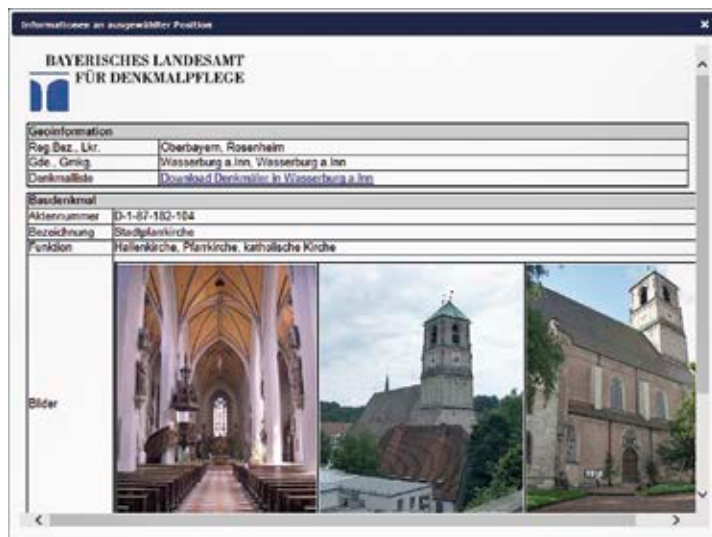 Informationen an ausgewählter Position
BAYERISCHES LANDESAMT
FÜR DENKMALPFLEGE
Geoinformation
Reg.Bez., Lkr. Oberbayern, Rosenheim
Gde., Gmkg. Wasserburg a.Inn, Wasserburg a.Inn
Denkmalliste Download Denkmäler in Wasserburg a.Inn
Baudenkmal
Aktennummer D-1-87-182-104
Bezeichnung Stadtpfarrkirche
Funktion Hallenkirche, Pfarrkirche, katholische Kirche
Bilder